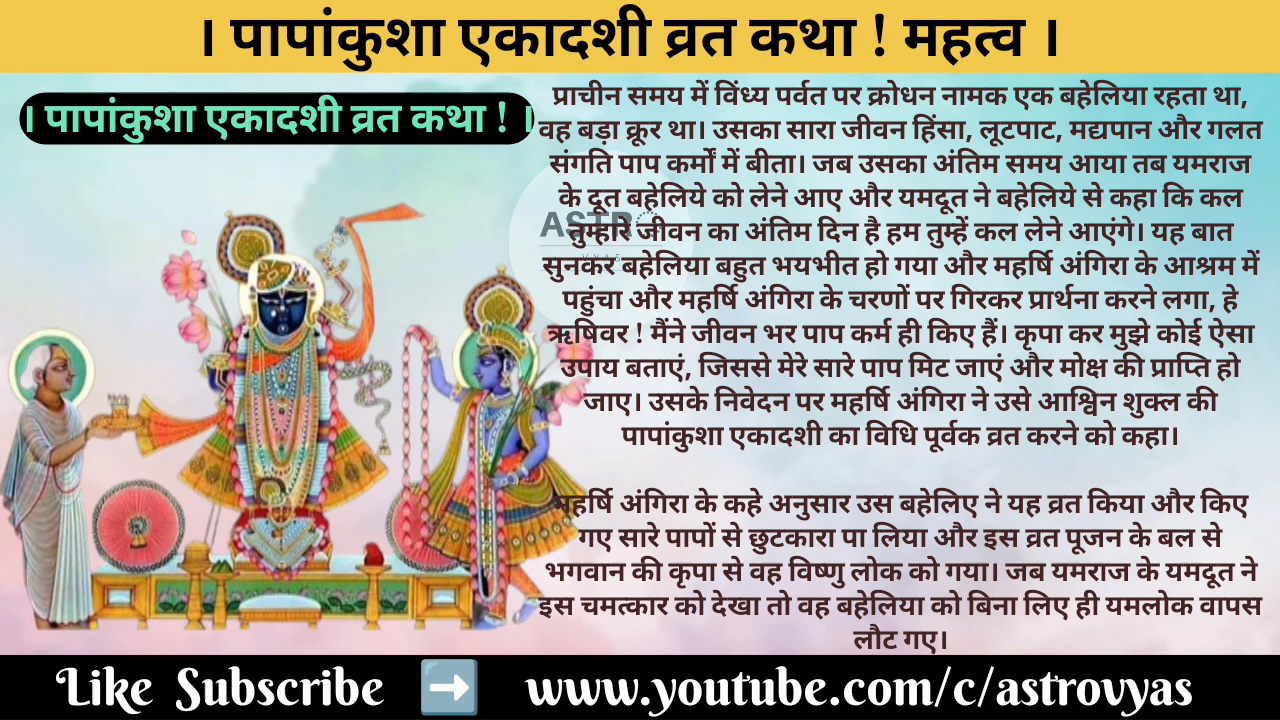 । पापांकुशा एकादशी व्रत कथा ! महत्व ।
। पापांकुशा एकादशी व्रत कथा ! ।
प्राचीन समय में विंध्य पर्वत पर क्रोधन नामक एक बहेलिया रहता था,
वह बड़ा क्रूर था। उसका सारा जीवन हिंसा, लूटपाट, मद्यपान और गलत
संगति पाप कर्मों में बीता। जब उसका अंतिम समय आया तब यमराज
के दूत बहेलिये को लेने आए और यमदूत ने बहेलिये से कहा कि कल
तुम्हारे जीवन का अंतिम दिन है हम तुम्हें कल लेने आएंगे। यह बात
सुनकर बहेलिया बहुत भयभीत हो गया और महर्षि अंगिरा के आश्रम में
पहुंचा और महर्षि अंगिरा के चरणों पर गिरकर प्रार्थना करने लगा, हे
ऋषिवर ! मैंने जीवन भर पाप कर्म ही किए हैं। कृपा कर मुझे कोई ऐसा
उपाय बताएं, जिससे मेरे सारे पाप मिट जाएं और मोक्ष की प्राप्ति हो
जाए। उसके निवेदन पर महर्षि अंगिरा ने उसे आश्विन शुक्ल की
पापांकुशा एकादशी का विधि पूर्वक व्रत करने को कहा।
महर्षि अंगिरा के कहे अनुसार उस बहेलिए ने यह व्रत किया और किए
गए सारे पापों से छुटकारा पा लिया और इस व्रत पूजन के बल से
भगवान की कृपा से वह विष्णु लोक को गया। जब यमराज के यमदूत ने
इस चमत्कार को देखा तो वह बहेलिया को बिना लिए ही यमलोक वापस
लौट गए।
ASTRO
VYAS
Like Subscribe ➡ www.youtube.com/c/astrovyas